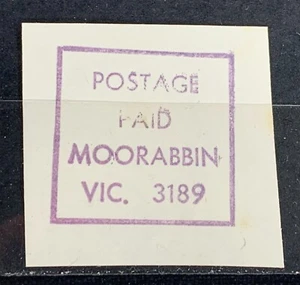 POSTAGE
PAID
MOORABBIN
VIC. 3189